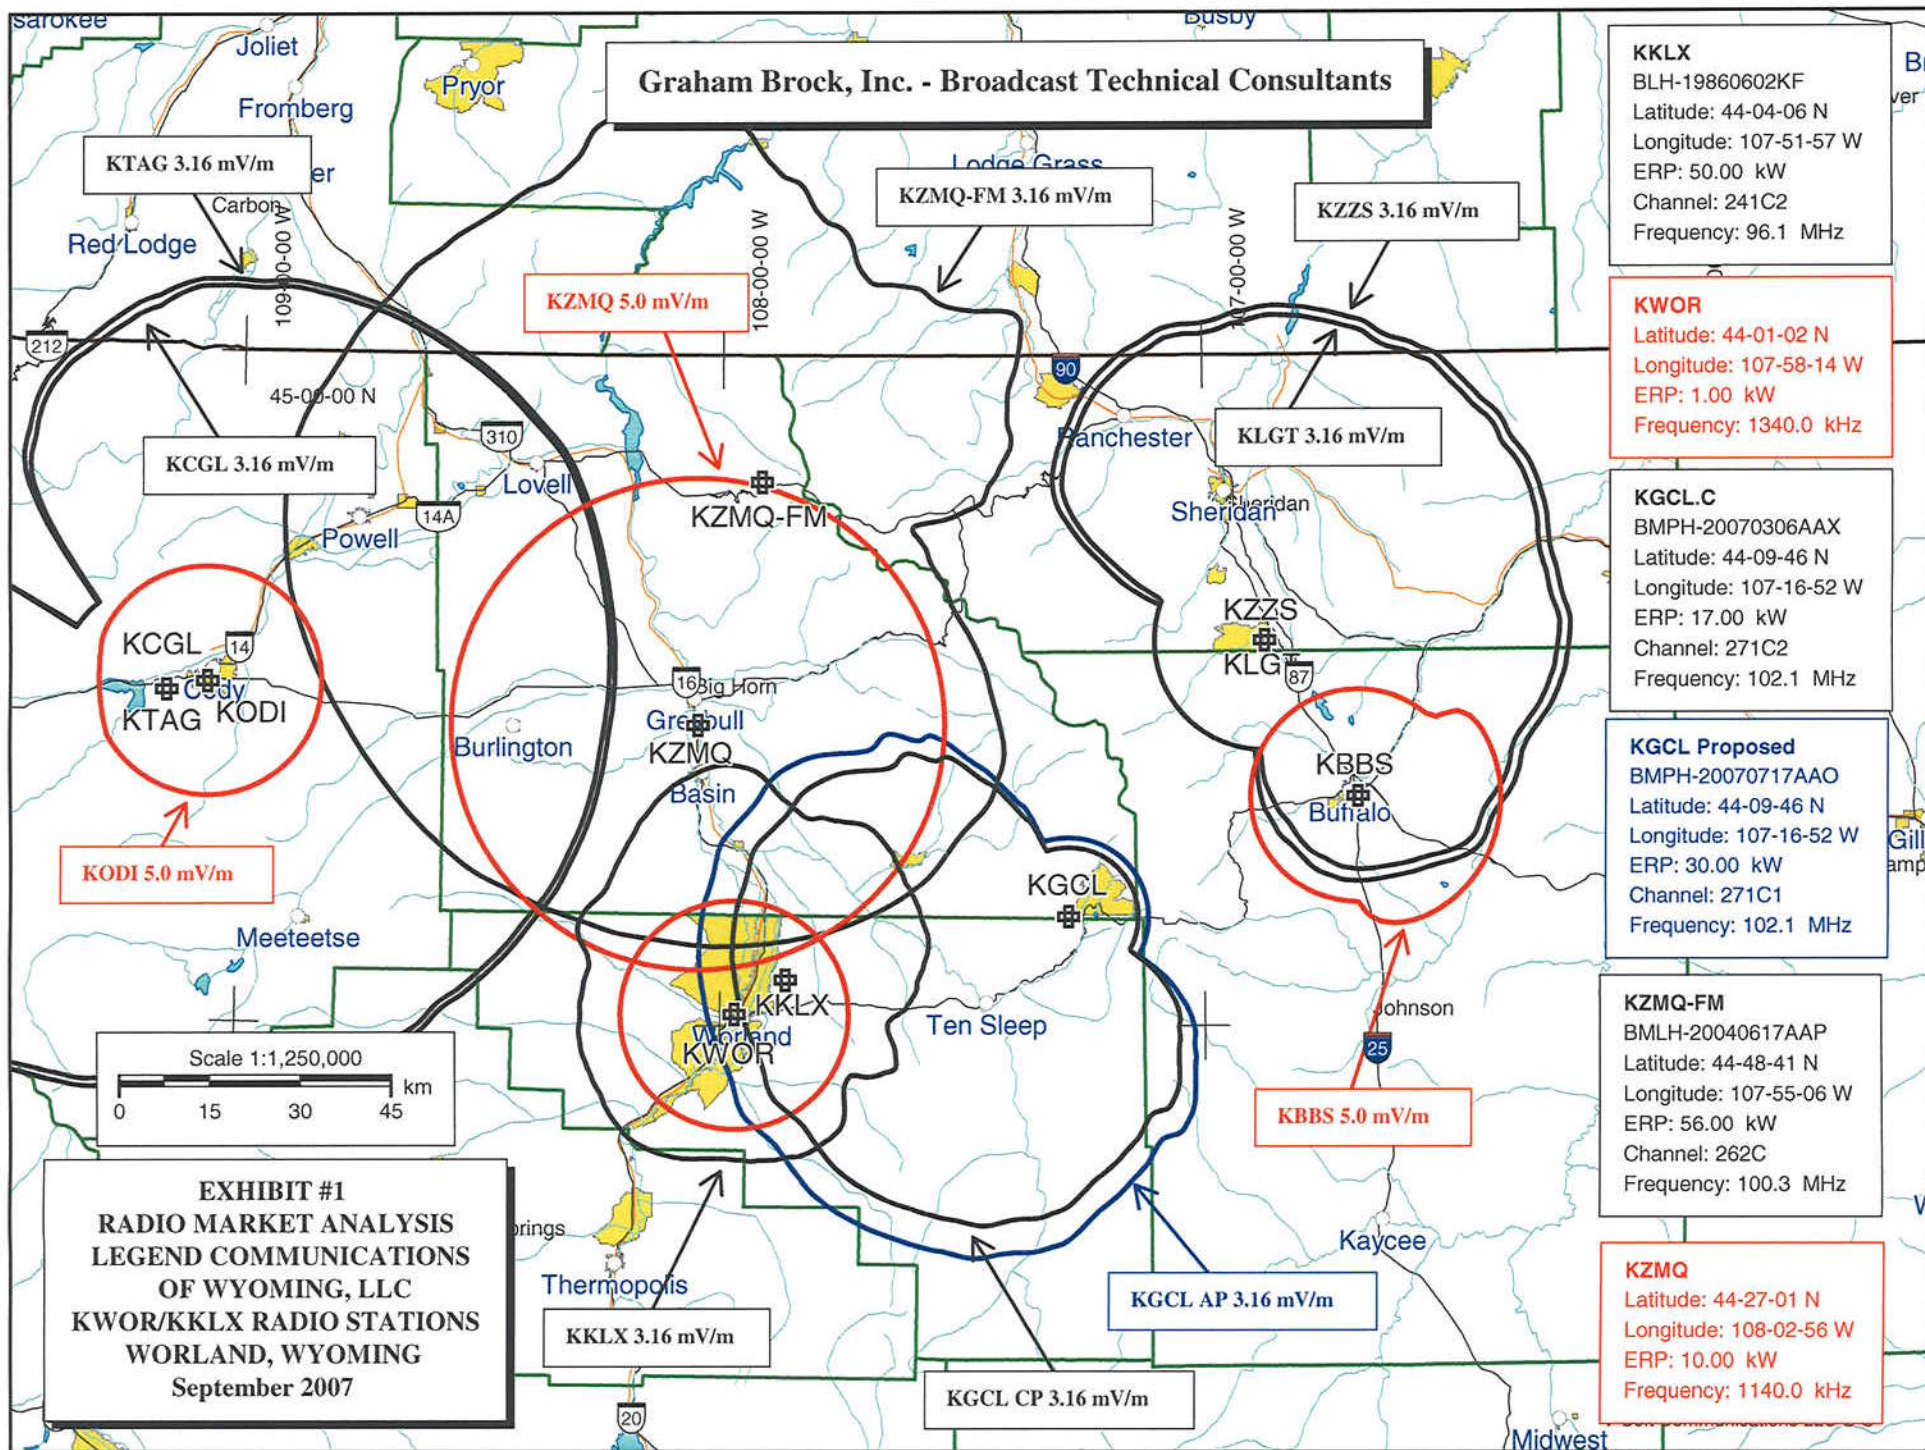 sarokee
Joliet
Busby
Pryor
Fromberg
Graham Brock, Inc. - Broadcast Technical Consultants
Lodge Grass
KTAG 3.16 mV/m
er
Carbon
Red Lodge
109-00-00 W
108-00-00 W
107-00-00 W
KZMQ-FM 3.16 mV/m
KZZS 3.16 mV/m
KZMQ 5.0 mV/m
212
90
45-00-00 N
310
Ranchester
KLGT 3.16 mV/m
KCGL 3.16 mV/m
Lovell
14A
KZMQ-FM
Sheridan
Sheridan
Powell
KZZS
KLGT
87
KCGL
14
Cody
KTAG
KODI
16
Big Horn
Greybull
Burlington
KZMQ
Basin
KBBS
Buffalo
KODI 5.0 mV/m
KGCL
Meeteetse
KKLX
Worland
KWOR
Ten Sleep
Johnson
25
Scale 1:1,250,000
km
0 15 30 45
KBBS 5.0 mV/m
EXHIBIT #1
RADIO MARKET ANALYSIS
LEGEND COMMUNICATIONS
OF WYOMING, LLC
KWOR/KKLX RADIO STATIONS
WORLAND, WYOMING
September 2007
prings
Thermopolis
Kaycee
KGCL AP 3.16 mV/m
KKLX 3.16 mV/m
KGCL CP 3.16 mV/m
20
Midwest
KKLX
BLH-19860602KF
Latitude: 44-04-06 N
Longitude: 107-51-57 W
ERP: 50.00 kW
Channel: 241C2
Frequency: 96.1 MHz
KWOR
Latitude: 44-01-02 N
Longitude: 107-58-14 W
ERP: 1.00 kW
Frequency: 1340.0 kHz
KGCL.C
BMPH-20070306AAX
Latitude: 44-09-46 N
Longitude: 107-16-52 W
ERP: 17.00 kW
Channel: 271C2
Frequency: 102.1 MHz
KGCL Proposed
BMPH-20070717AAO
Latitude: 44-09-46 N
Longitude: 107-16-52 W
ERP: 30.00 kW
Channel: 271C1
Frequency: 102.1 MHz
KZMQ-FM
BMLH-20040617AAP
Latitude: 44-48-41 N
Longitude: 107-55-06 W
ERP: 56.00 kW
Channel: 262C
Frequency: 100.3 MHz
KZMQ
Latitude: 44-27-01 N
Longitude: 108-02-56 W
ERP: 10.00 kW
Frequency: 1140.0 kHz
ver
Gill
amp